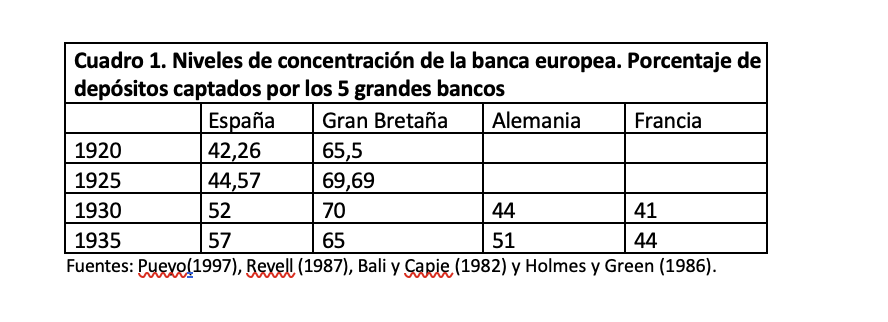 Cuadro 1. Niveles de concentración de la banca europea. Porcentaje de
depósitos captados por los 5 grandes bancos
España Gran Bretaña Alemania Francia
1920 42,26 65,5
1925 44,57 69,69
1930 52 70 44 41
1935 57 65 51 44
Fuentes: Pueyo(1997), Revell (1987), Bali y Capie (1982) y Holmes y Green (1986).